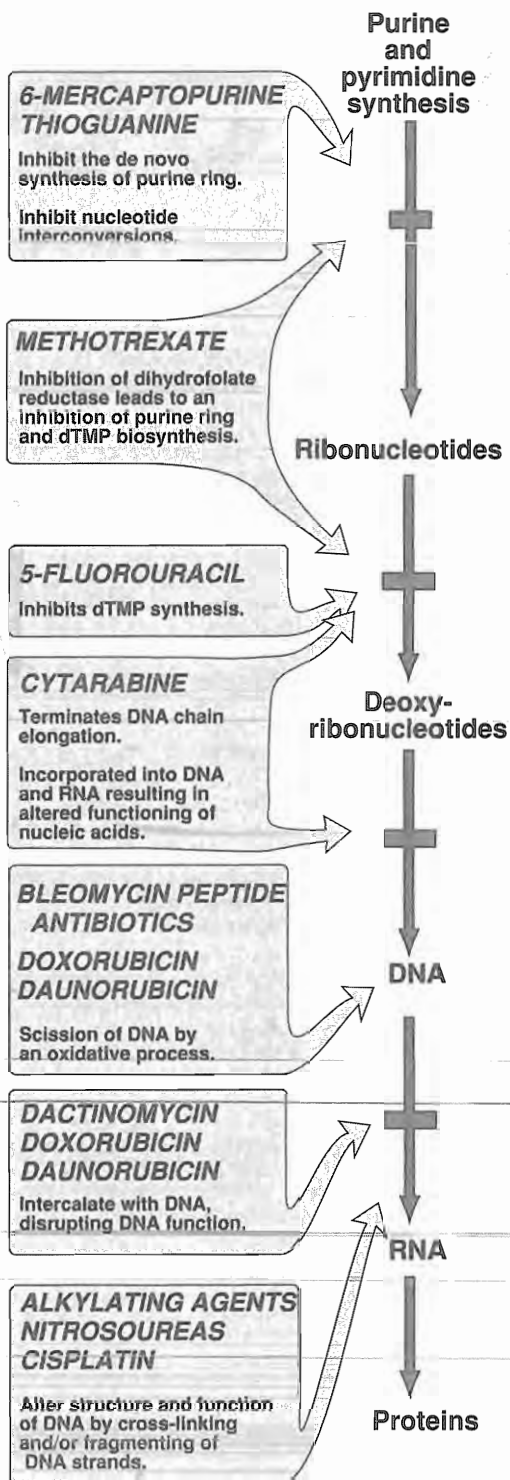 Purine
and
pyrimidine
synthesis
6-MERCAPTOPURINE
THIOGUANINE
Inhibit the de novo
synthesis of purine ring.
Inhibit nucleotide
interconversions.
METHOTREXATE
Inhibition of dihydrofolate
reductase leads to an
inhibition of purine ring
and dTMP biosynthesis.
Ribonucleotides
5-FLUOROURACIL
Inhibits dTMP synthesis.
CYTARABINE
Terminates DNA chain
elongation.
Incorporated into DNA
and RNA resulting in
altered functioning of
nucleic acids.
Deoxy-
ribonucleotides
BLEOMYCIN PEPTIDE
ANTIBIOTICS
DOXORUBICIN
DAUNORUBICIN
Scission of DNA by
an oxidative process.
DNA
DACTINOMYCIN
DOXORUBICIN
DAUNORUBICIN
Intercalate with DNA,
disrupting DNA function.
RNA
ALKYLATING AGENTS
NITROSOUREAS
CISPLATIN
Alter structure and function
of DNA by cross-linking
and/or fragmenting of
DNA strands.
Proteins